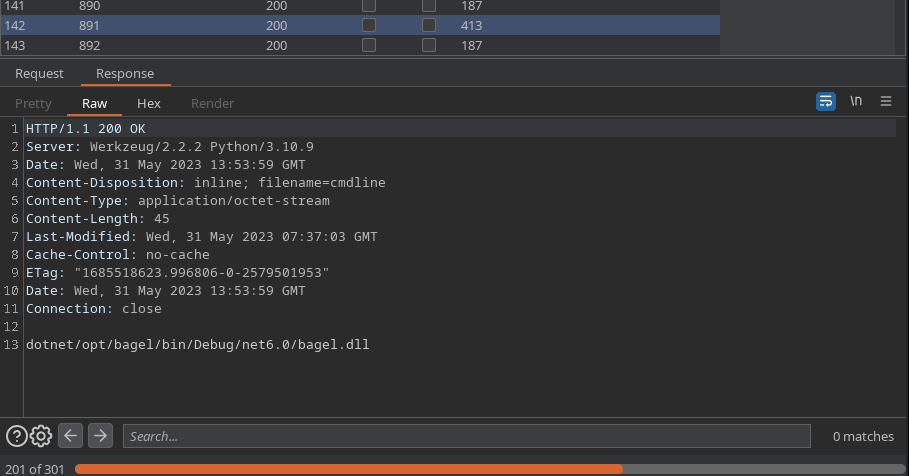 141 890 200 187
142 891 200 413
143 892 200 187
Request Response
Pretty Raw Hex Render \n
1 HTTP/1.1 200 OK
2 Server: Werkzeug/2.2.2 Python/3.10.9
3 Date: Wed, 31 May 2023 13:53:59 GMT
4 Content-Disposition: inline; filename=cmdline
5 Content-Type: application/octet-stream
6 Content-Length: 45
7 Last-Modified: Wed, 31 May 2023 07:37:03 GMT
8 Cache-Control: no-cache
9 ETag: "1685518623.996806-0-2579501953"
10 Date: Wed, 31 May 2023 13:53:59 GMT
11 Connection: close
12
13 dotnet/opt/bagel/bin/Debug/net6.0/bagel.dll
Search... 0 matches
201 of 301